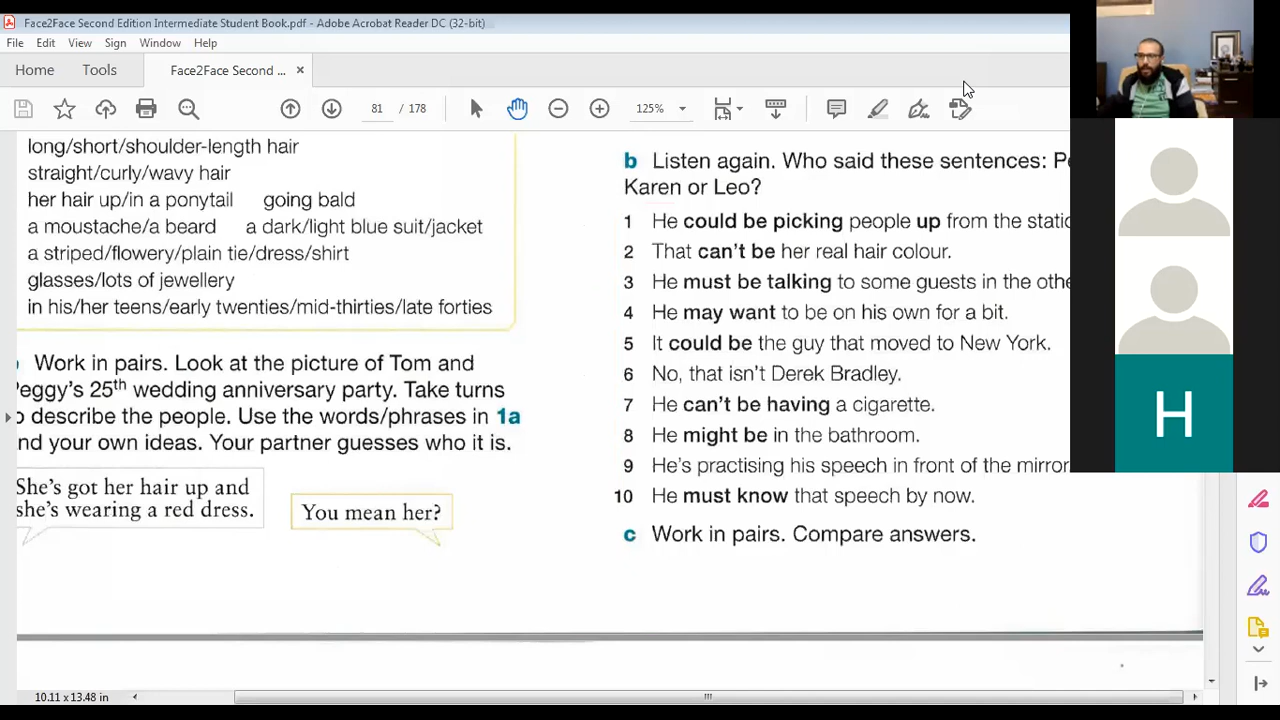 Face2Face Second Edition Intermediate Student Book.pdf - Adobe Acrobat Reader DC (32-bit)
File Edit View Sign Window Help
Home Tools Face2Face Second ... ×
81 / 178 125%
long/short/shoulder-length hair
straight/curly/wavy hair
her hair up/in a ponytail going bald
a moustache/a beard a dark/light blue suit/jacket
a striped/flowery/plain tie/dress/shirt
glasses/lots of jewellery
in his/her teens/early twenties/mid-thirties/late forties
Work in pairs. Look at the picture of Tom and
eggy's 25th wedding anniversary party. Take turns
o describe the people. Use the words/phrases in 1a
nd your own ideas. Your partner guesses who it is.
She's got her hair up and
she's wearing a red dress.
You mean her?
b Listen again. Who said these sentences: Pe
Karen or Leo?
1 He could be picking people up from the static
2 That can't be her real hair colour.
3 He must be talking to some guests in the othe
4 He may want to be on his own for a bit.
5 It could be the guy that moved to New York.
6 No, that isn't Derek Bradley.
7 He can't be having a cigarette.
8 He might be in the bathroom.
9 He's practising his speech in front of the mirror
10 He must know that speech by now.
c Work in pairs. Compare answers.
H
10.11 x 13.48 in